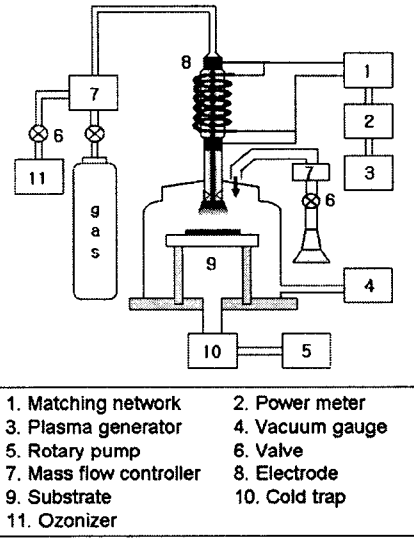 8
1
7
2
6
7
11
3
6
g
a
s
9
4
10
5
1. Matching network 2. Power meter
3. Plasma generator 4. Vacuum gauge
5. Rotary pump 6. Valve
7. Mass flow controller 8. Electrode
9. Substrate 10. Cold trap
11. Ozonizer